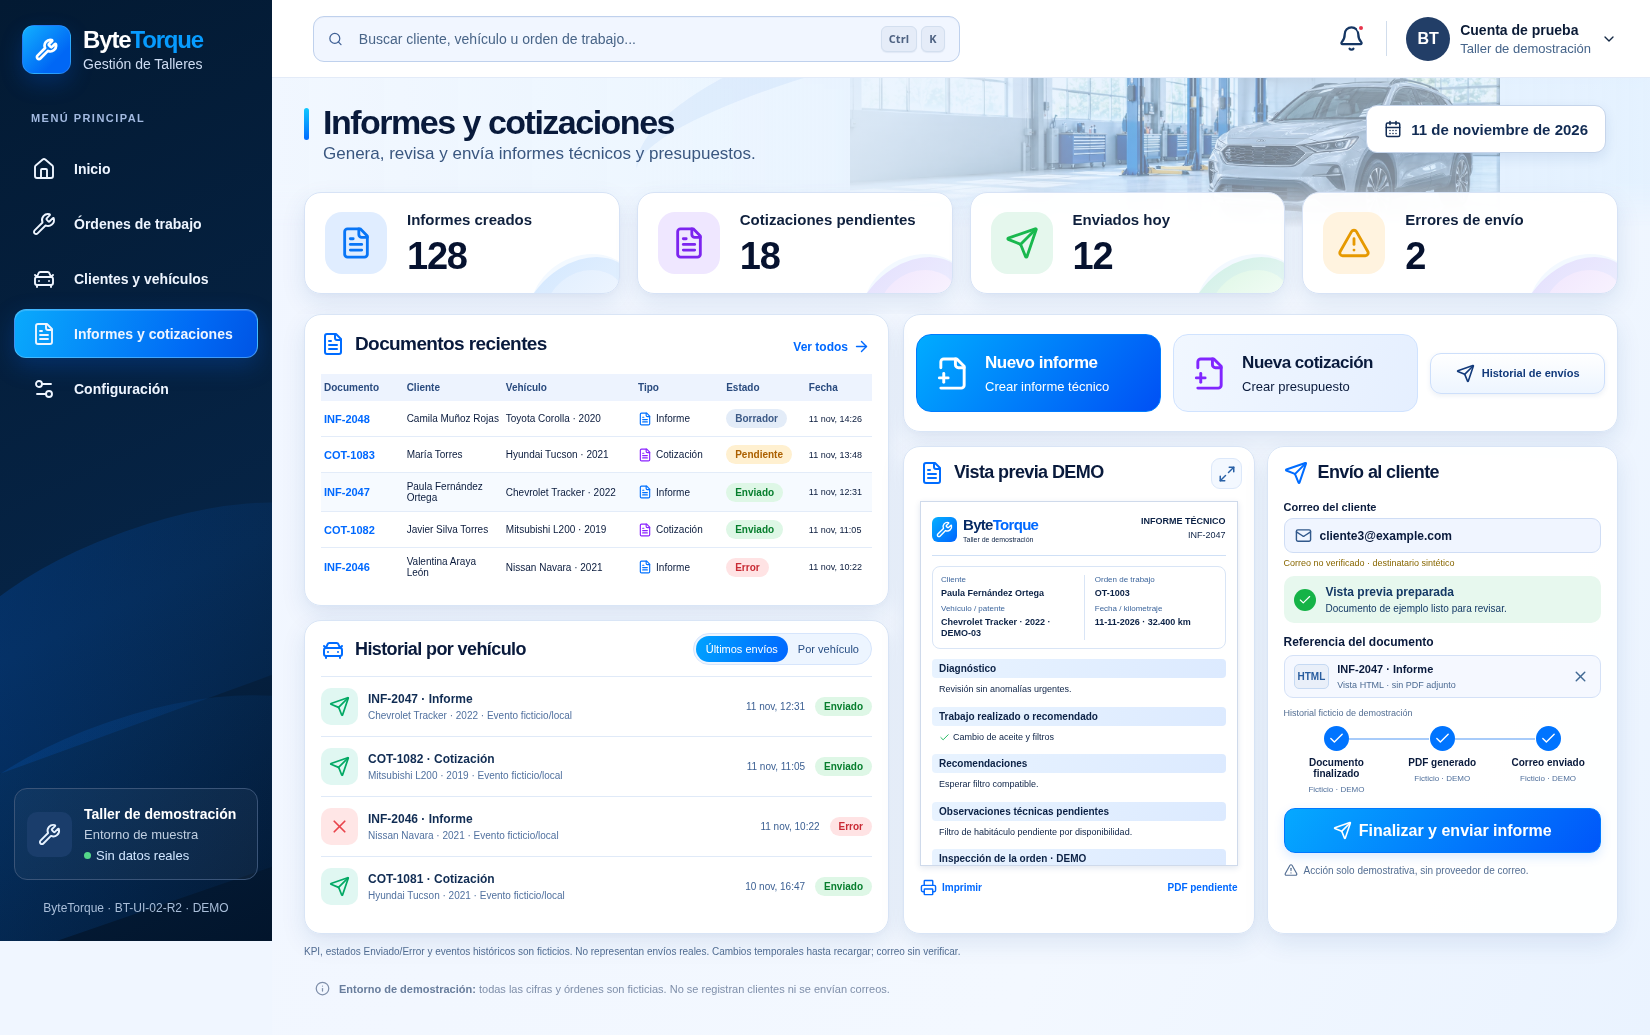 ByteTorque
Gestión de Talleres
MENÚ PRINCIPAL
Inicio
Órdenes de trabajo
Clientes y vehículos
Informes y cotizaciones
Configuración
Taller de demostración
Entorno de muestra
Sin datos reales
ByteTorque · BT-UI-02-R2 · DEMO
Buscar cliente, vehículo u orden de trabajo...
Ctrl K
BT
Cuenta de prueba
Taller de demostración
Informes y cotizaciones
Genera, revisa y envía informes técnicos y presupuestos.
11 de noviembre de 2026
Informes creados
128
Cotizaciones pendientes
18
Enviados hoy
12
Errores de envío
2
Documentos recientes
Ver todos
Documento Cliente Vehículo Tipo Estado Fecha
INF-2048 Camila Muñoz Rojas Toyota Corolla · 2020 Informe Borrador 11 nov, 14:26
COT-1083 María Torres Hyundai Tucson · 2021 Cotización Pendiente 11 nov, 13:48
INF-2047 Paula Fernández Ortega Chevrolet Tracker · 2022 Informe Enviado 11 nov, 12:31
COT-1082 Javier Silva Torres Mitsubishi L200 · 2019 Cotización Enviado 11 nov, 11:05
INF-2046 Valentina Araya León Nissan Navara · 2021 Informe Error 11 nov, 10:22
Historial por vehículo
Últimos envíos Por vehículo
INF-2047 · Informe
Chevrolet Tracker · 2022 · Evento ficticio/local
11 nov, 12:31 Enviado
COT-1082 · Cotización
Mitsubishi L200 · 2019 · Evento ficticio/local
11 nov, 11:05 Enviado
INF-2046 · Informe
Nissan Navara · 2021 · Evento ficticio/local
11 nov, 10:22 Error
COT-1081 · Cotización
Hyundai Tucson · 2021 · Evento ficticio/local
10 nov, 16:47 Enviado
Nuevo informe
Crear informe técnico
Nueva cotización
Crear presupuesto
Historial de envíos
Vista previa DEMO
ByteTorque
Taller de demostración
INFORME TÉCNICO
INF-2047
Cliente
Paula Fernández Ortega
Vehículo / patente
Chevrolet Tracker · 2022 ·
DEMO-03
Orden de trabajo
OT-1003
Fecha / kilometraje
11-11-2026 · 32.400 km
Diagnóstico
Revisión sin anomalías urgentes.
Trabajo realizado o recomendado
Cambio de aceite y filtros
Recomendaciones
Esperar filtro compatible.
Observaciones técnicas pendientes
Filtro de habitáculo pendiente por disponibilidad.
Inspección de la orden · DEMO
Imprimir
PDF pendiente
Envío al cliente
Correo del cliente
cliente3@example.com
Correo no verificado · destinatario sintético
Vista previa preparada
Documento de ejemplo listo para revisar.
Referencia del documento
HTML
INF-2047 · Informe
Vista HTML · sin PDF adjunto
Historial ficticio de demostración
Documento
finalizado
Ficticio · DEMO
PDF generado
Ficticio · DEMO
Correo enviado
Ficticio · DEMO
Finalizar y enviar informe
Acción solo demostrativa, sin proveedor de correo.
KPI, estados Enviado/Error y eventos históricos son ficticios. No representan envíos reales. Cambios temporales hasta recargar; correo sin verificar.
Entorno de demostración: todas las cifras y órdenes son ficticias. No se registran clientes ni se envían correos.